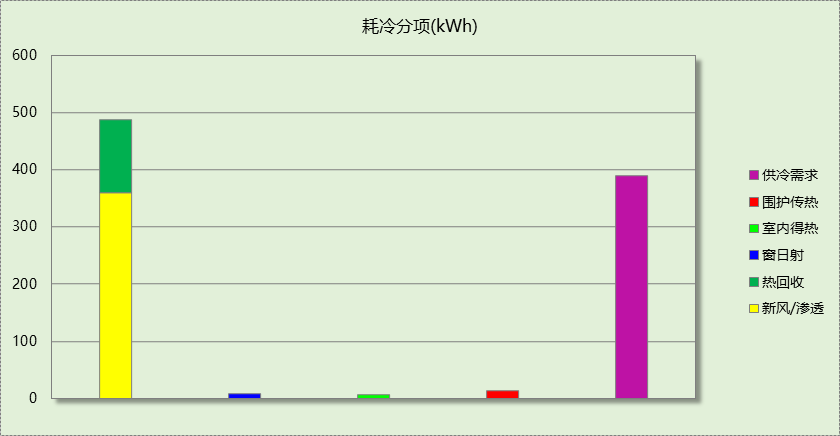 耗冷分项(kWh)
600
500
400
300
200
100
0
供冷需求
围护传热
室内得热
窗日射
热回收
新风/渗透